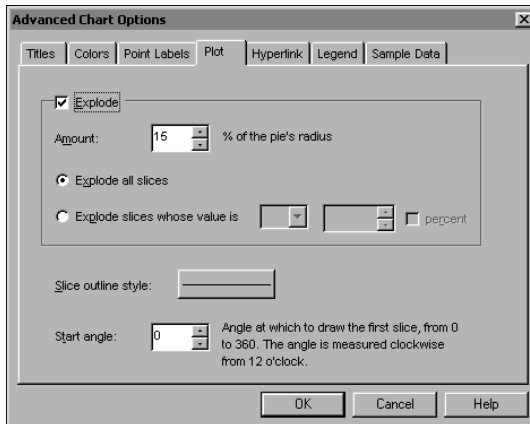 Advanced Chart Options
Titles Colors Point Labels Plot Hyperlink Legend Sample Data
Explode
Amount: 15 % of the pie's radius
Explode all slices
Explode slices whose value is percent
Slice outline style:
Start angle: 0 Angle at which to draw the first slice, from 0
to 360. The angle is measured clockwise
from 12 o'clock.
OK Cancel Help